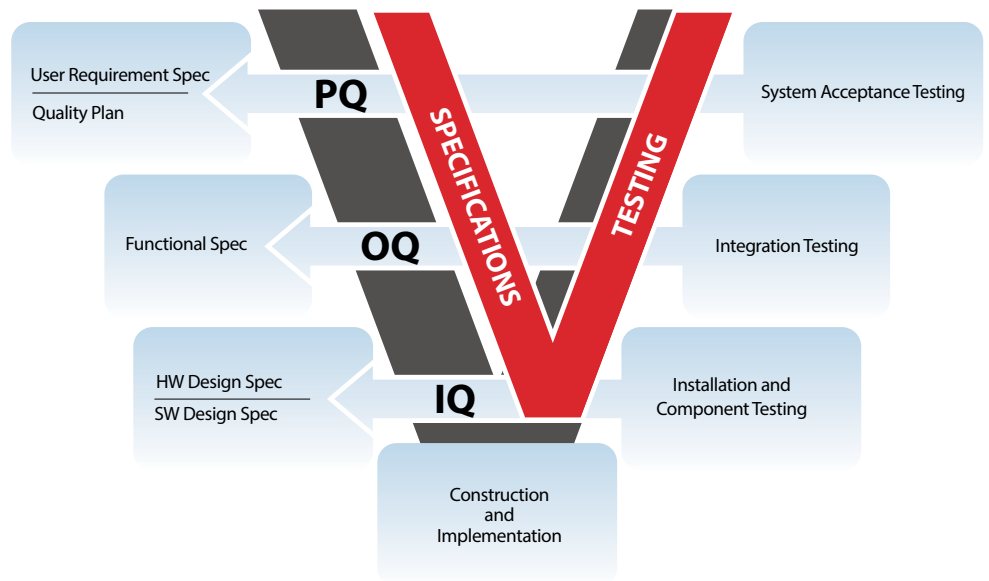 User Requirement Spec
Quality Plan
PQ
SPECIFICATIONS
TESTING
System Acceptance Testing
Functional Spec
OQ
Integration Testing
HW Design Spec
SW Design Spec
IQ
Installation and
Component Testing
Construction
and
Implementation